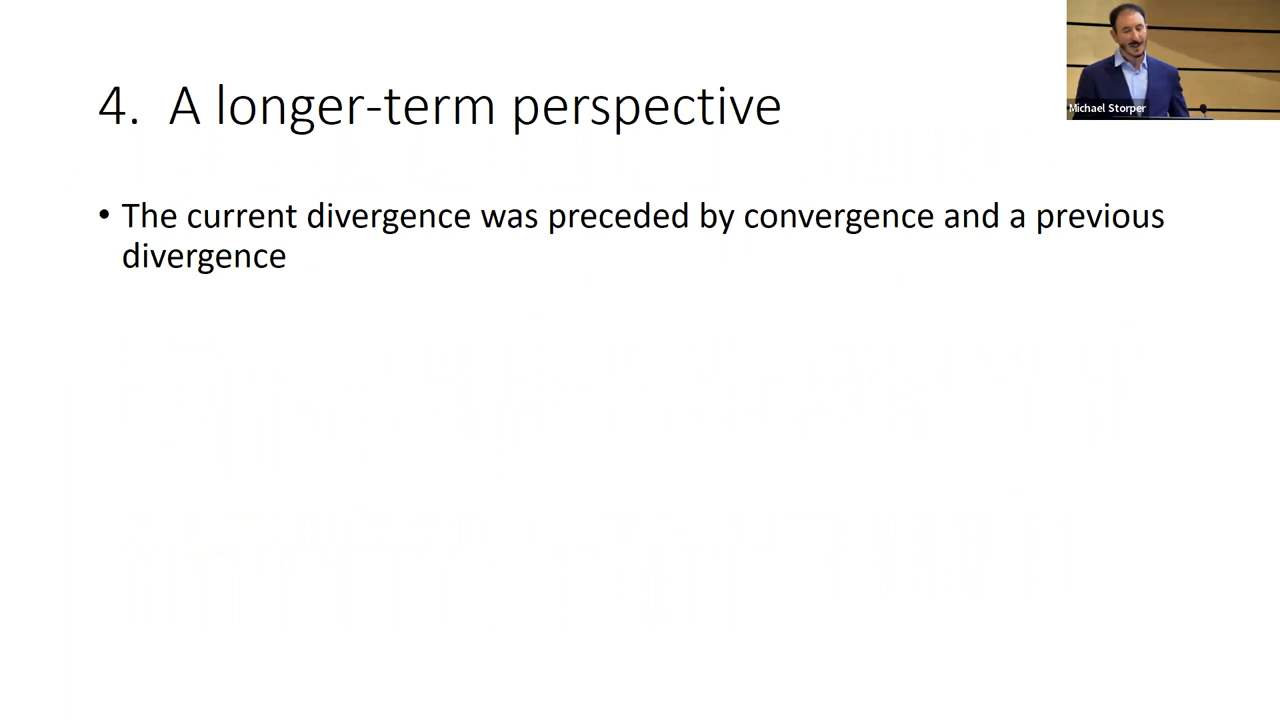 4. A longer-term perspective
Michael Storper
• The current divergence was preceded by convergence and a previous
divergence